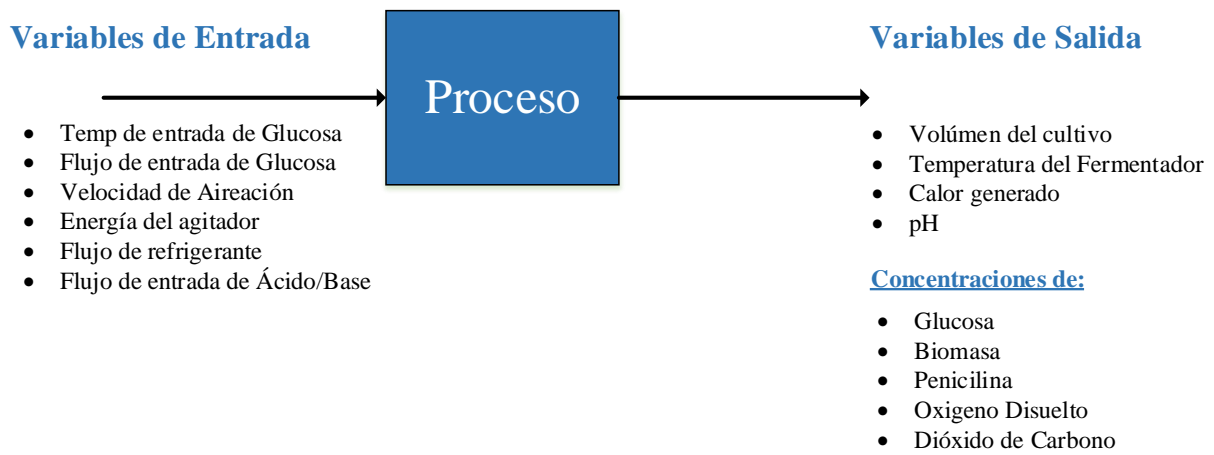 Variables de Entrada
Proceso
Variables de Salida
• Temp de entrada de Glucosa
• Flujo de entrada de Glucosa
• Velocidad de Aireación
• Energía del agitador
• Flujo de refrigerante
• Flujo de entrada de Ácido/Base
• Volúmen del cultivo
• Temperatura del Fermentador
• Calor generado
• pH
Concentraciones de:
• Glucosa
• Biomasa
• Penicilina
• Oxigeno Disuelto
• Dióxido de Carbono